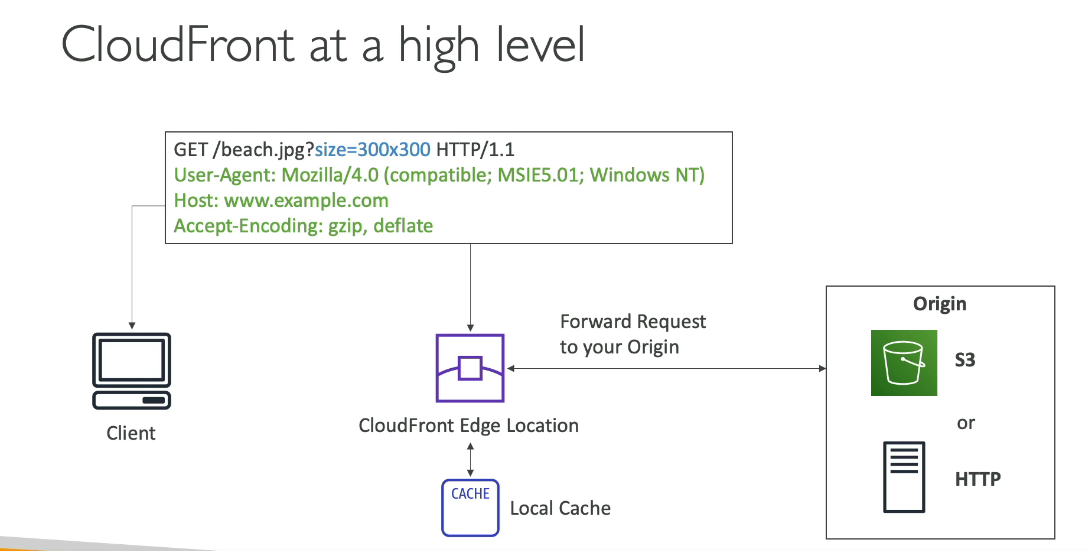 CloudFront at a high level
GET /beach.jpg?size=300x300 HTTP/1.1
User-Agent: Mozilla/4.0 (compatible; MSIE5.01; Windows NT)
Host: www.example.com
Accept-Encoding: gzip, deflate
Client
CloudFront Edge Location
CACHE
Local Cache
Forward Request
to your Origin
Origin
S3
or
HTTP